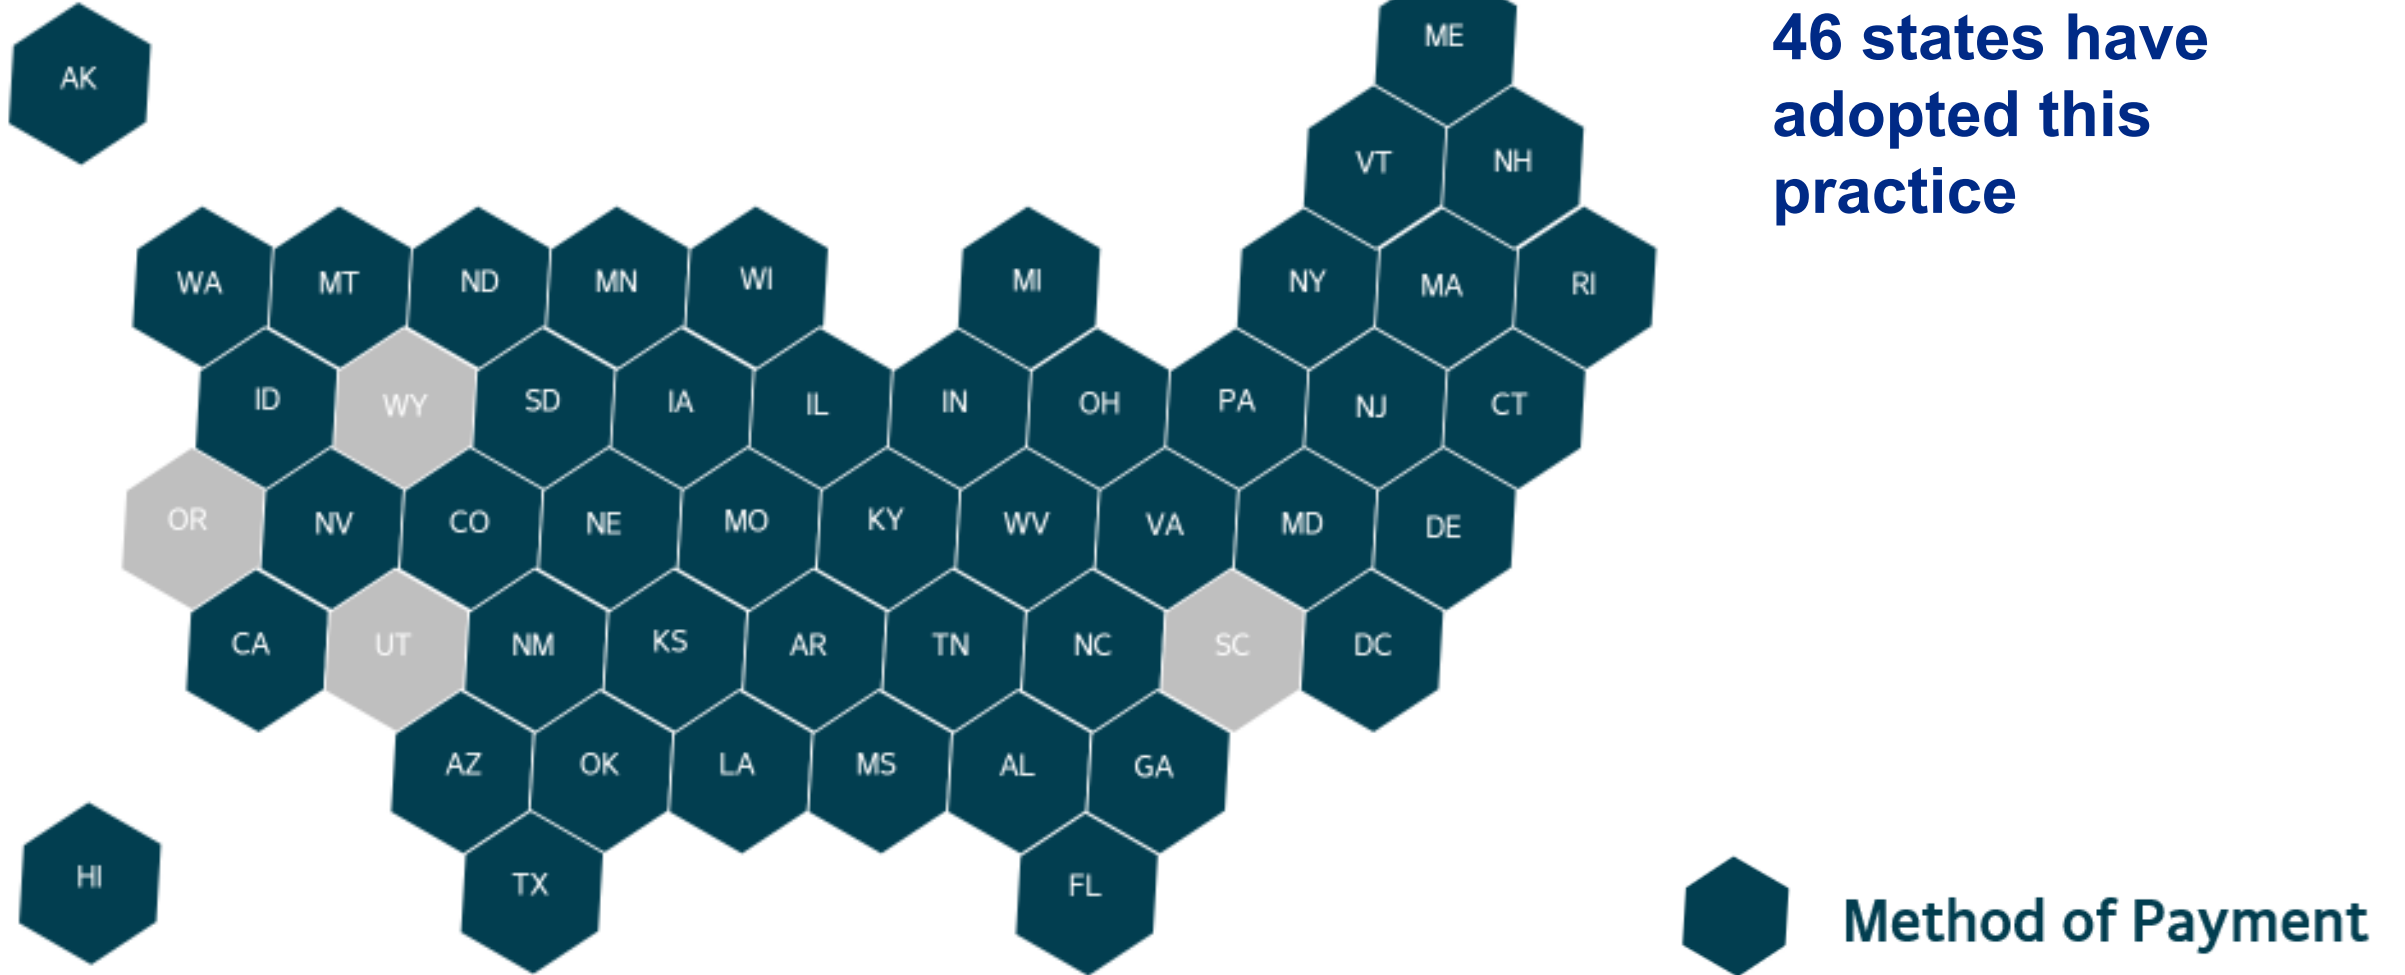 ME
46 states have
adopted this
practice
AK
VT NH
WA MT ND MN WI MI NY MA RI
ID WY SD IA IL IN OH PA NJ CT
OR NV CO NE MO KY WV VA MD DE
CA UT NM KS AR TN NC SC DC
AZ OK LA MS AL GA
HI TX FL
Method of Payment